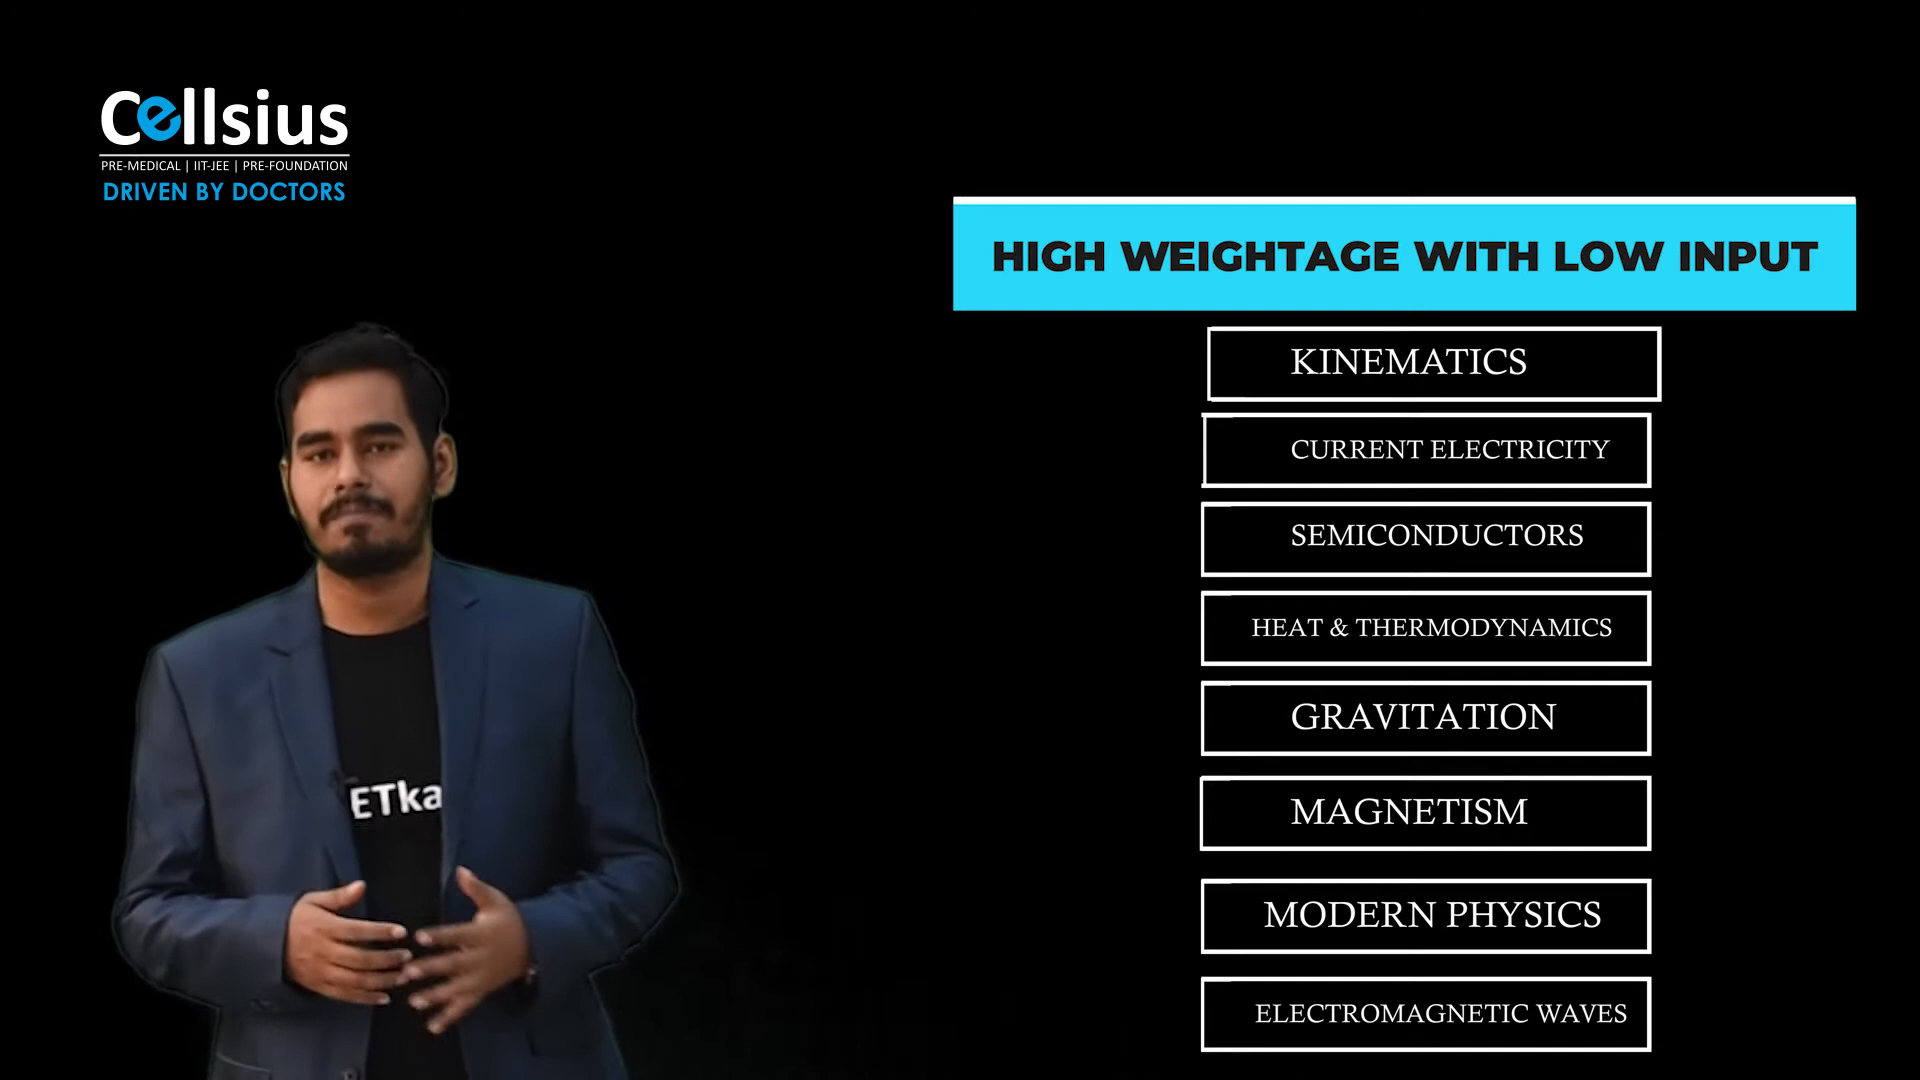 Cellsius
PRE-MEDICAL | IIT-JEE | PRE-FOUNDATION
DRIVEN BY DOCTORS
HIGH WEIGHTAGE WITH LOW INPUT
KINEMATICS
CURRENT ELECTRICITY
SEMICONDUCTORS
HEAT & THERMODYNAMICS
GRAVITATION
MAGNETISM
MODERN PHYSICS
ELECTROMAGNETIC WAVES
ETka